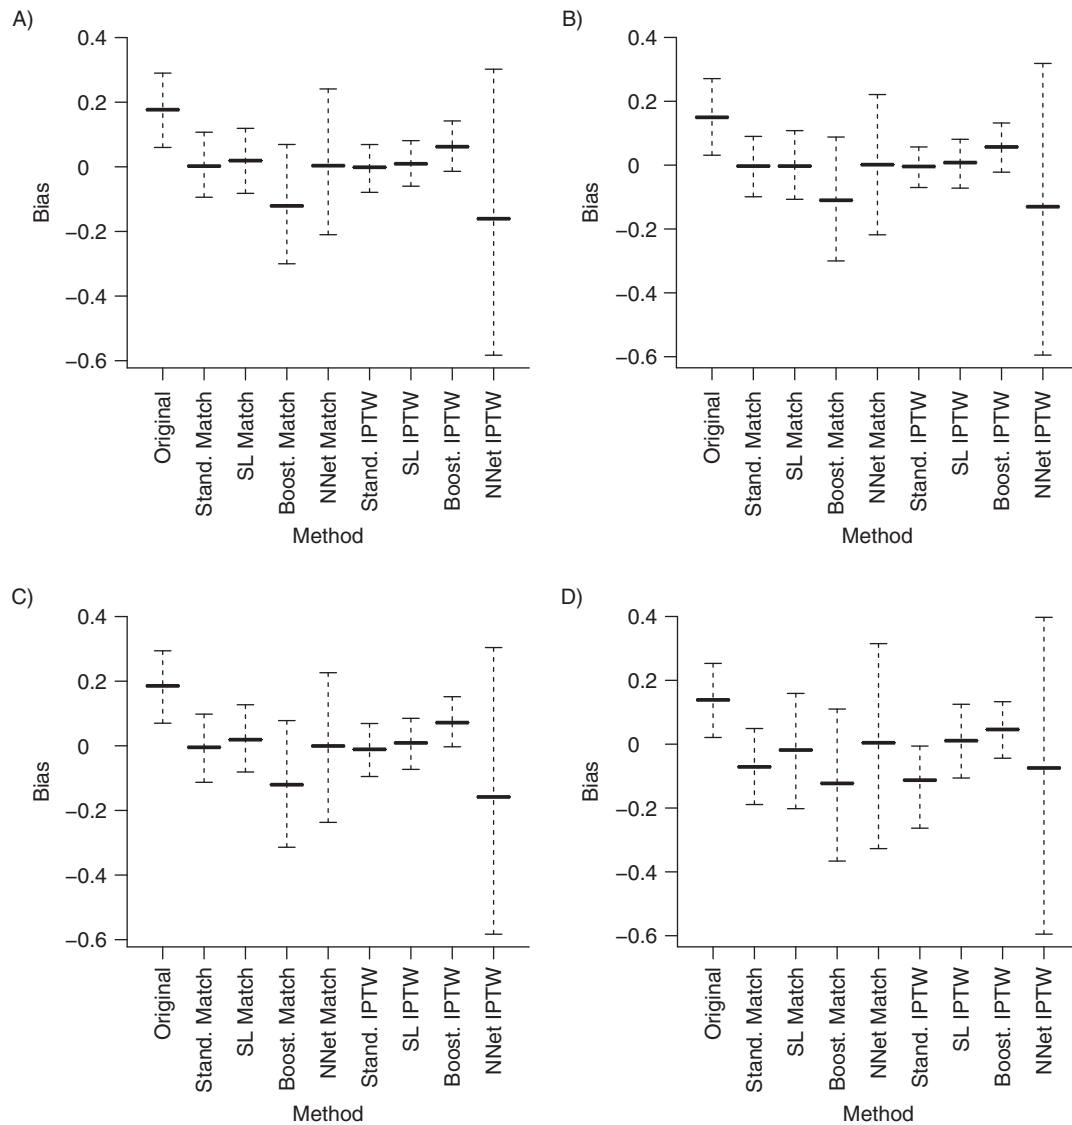 A)
0.4
0.2
0
−0.2
−0.4
−0.6
Bias
Original
Stand. Match
SL Match
Boost. Match
NNet Match
Stand. IPTW
SL IPTW
Boost. IPTW
NNet IPTW
Method
B)
0.4
0.2
0
−0.2
−0.4
−0.6
Bias
Original
Stand. Match
SL Match
Boost. Match
NNet Match
Stand. IPTW
SL IPTW
Boost. IPTW
NNet IPTW
Method
C)
0.4
0.2
0
−0.2
−0.4
−0.6
Bias
Original
Stand. Match
SL Match
Boost. Match
NNet Match
Stand. IPTW
SL IPTW
Boost. IPTW
NNet IPTW
Method
D)
0.4
0.2
0
−0.2
−0.4
−0.6
Bias
Original
Stand. Match
SL Match
Boost. Match
NNet Match
Stand. IPTW
SL IPTW
Boost. IPTW
NNet IPTW
Method